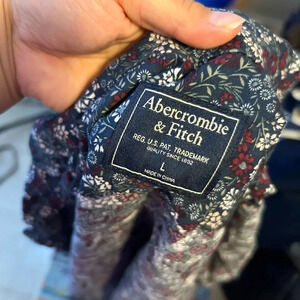 Abercrombie
& Fitch
REG. U.S. PAT. TRADEMARK
QUALITY SINCE 1892
MADE IN CHINA